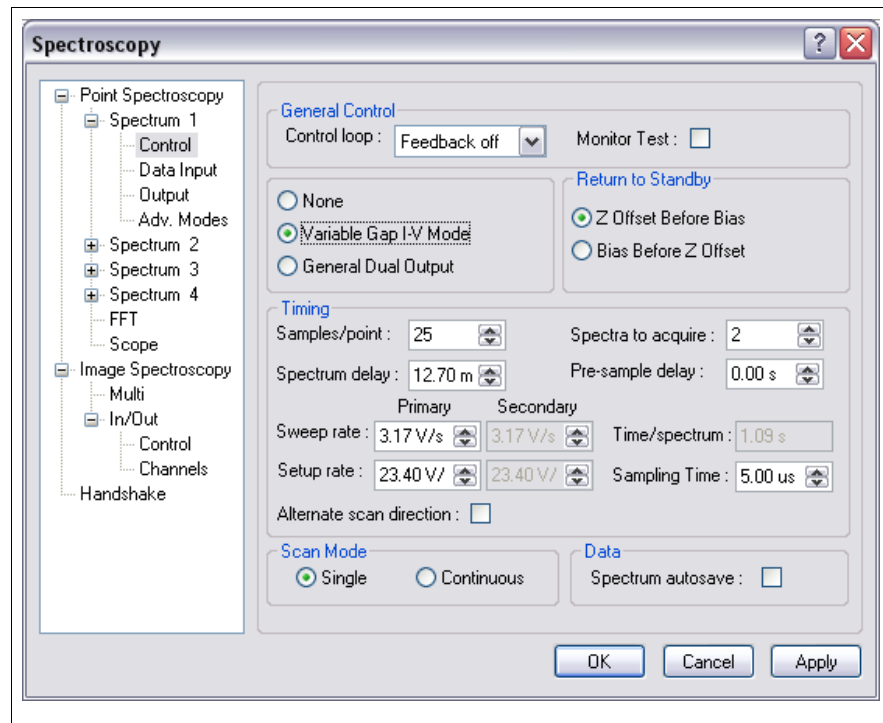 Spectroscopy
Point Spectroscopy
Spectrum 1
Control
Data Input
Output
Adv. Modes
Spectrum 2
Spectrum 3
Spectrum 4
FFT
Scope
Image Spectroscopy
Multi
In/Out
Control
Channels
Handshake
General Control
Control loop : Feedback off Monitor Test :
None
Variable Gap I-V Mode
General Dual Output
Return to Standby
Z Offset Before Bias
Bias Before Z Offset
Timing
Samples/point : 25 Spectra to acquire : 2
Spectrum delay : 12.70 m Pre-sample delay : 0.00 s
Primary Secondary
Sweep rate : 3.17 V/s 3.17 V/s Time/spectrum : 1.09 s
Setup rate : 23.40 V/ 23.40 V/ Sampling Time : 5.00 us
Alternate scan direction :
Scan Mode
Single Continuous
Data
Spectrum autosave :
OK Cancel Apply